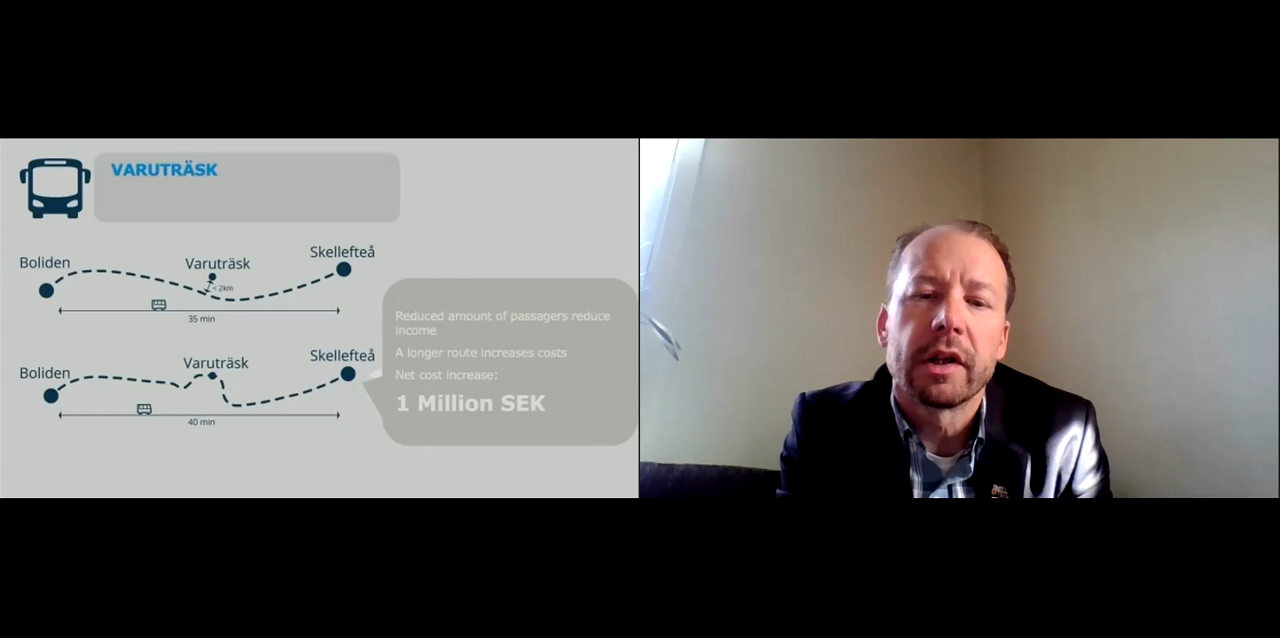 VARUTRÄSK
Boliden
Varuträsk
Skellefteå
< 2km
35 min
Boliden
Varuträsk
Skellefteå
40 min
Reduced amount of passagers reduce
income
A longer route increases costs
Net cost increase:
1 Million SEK